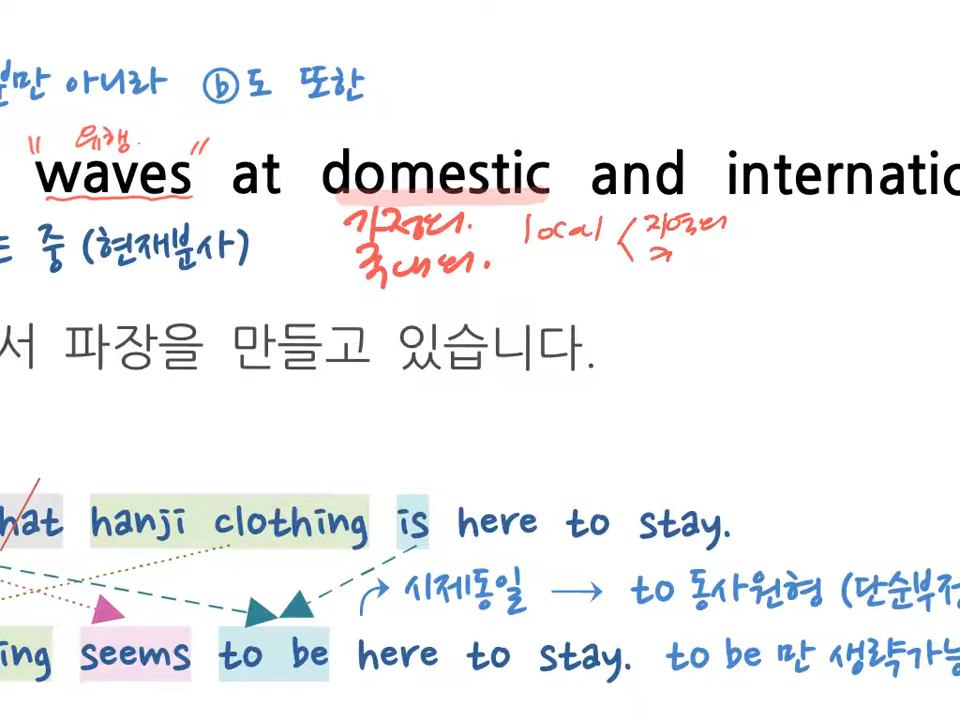 뿐만 아니라 ⓑ도 또한
"유행"
waves at domestic and internatio
중 (현재분사)
가정의.
국내의.
local < 지역의
서 파장을 만들고 있습니다.
hat hanji clothing is here to stay.
시제동일 → to 동사원형 (단순부정
ing seems to be here to stay. to be 만 생략가능